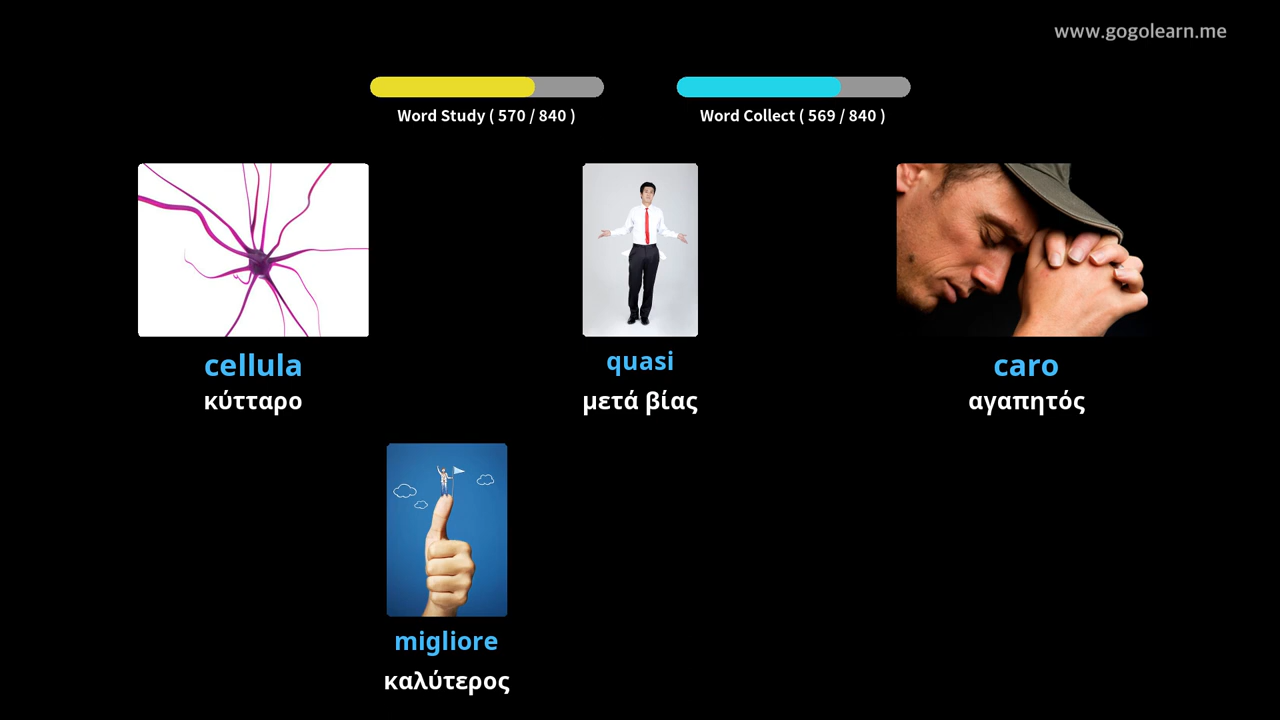 www.gogolearn.me
Word Study ( 570 / 840 )
Word Collect ( 569 / 840 )
cellula
κύτταρο
quasi
μετά βίας
caro
αγαπητός
migliore
καλύτερος